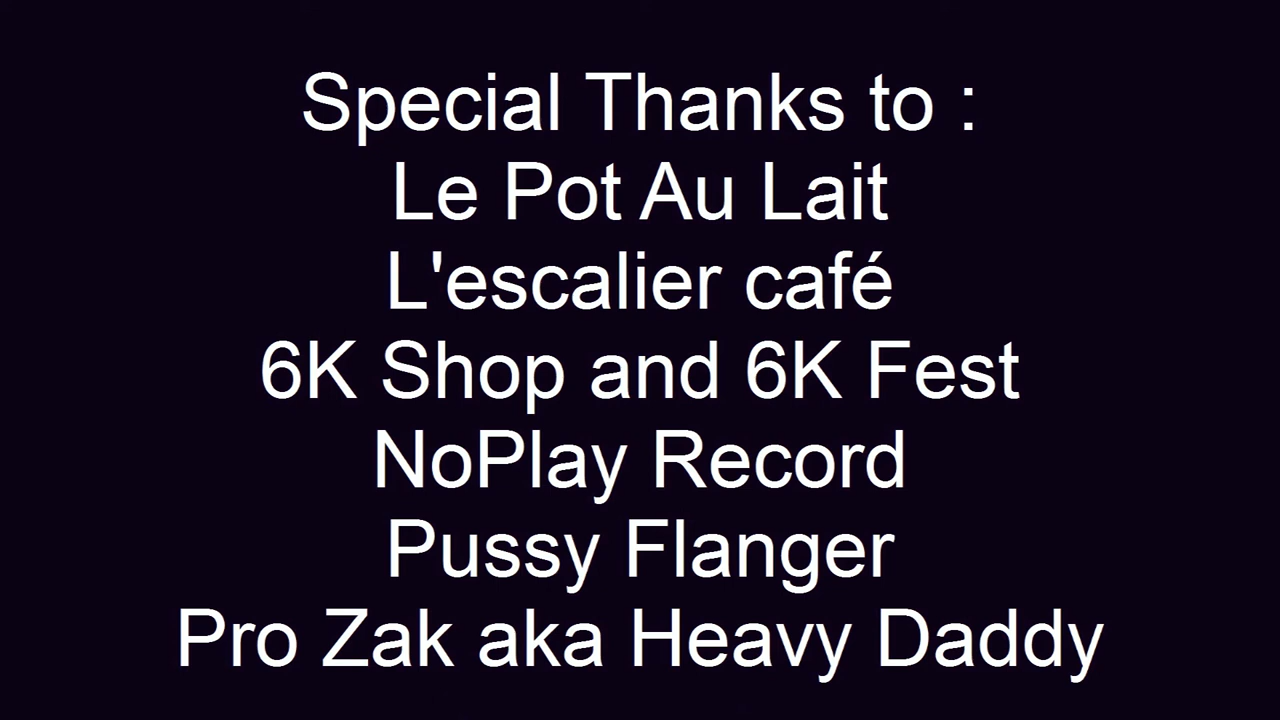 Special Thanks to :
Le Pot Au Lait
L'escalier café
6K Shop and 6K Fest
NoPlay Record
Pussy Flanger
Pro Zak aka Heavy Daddy